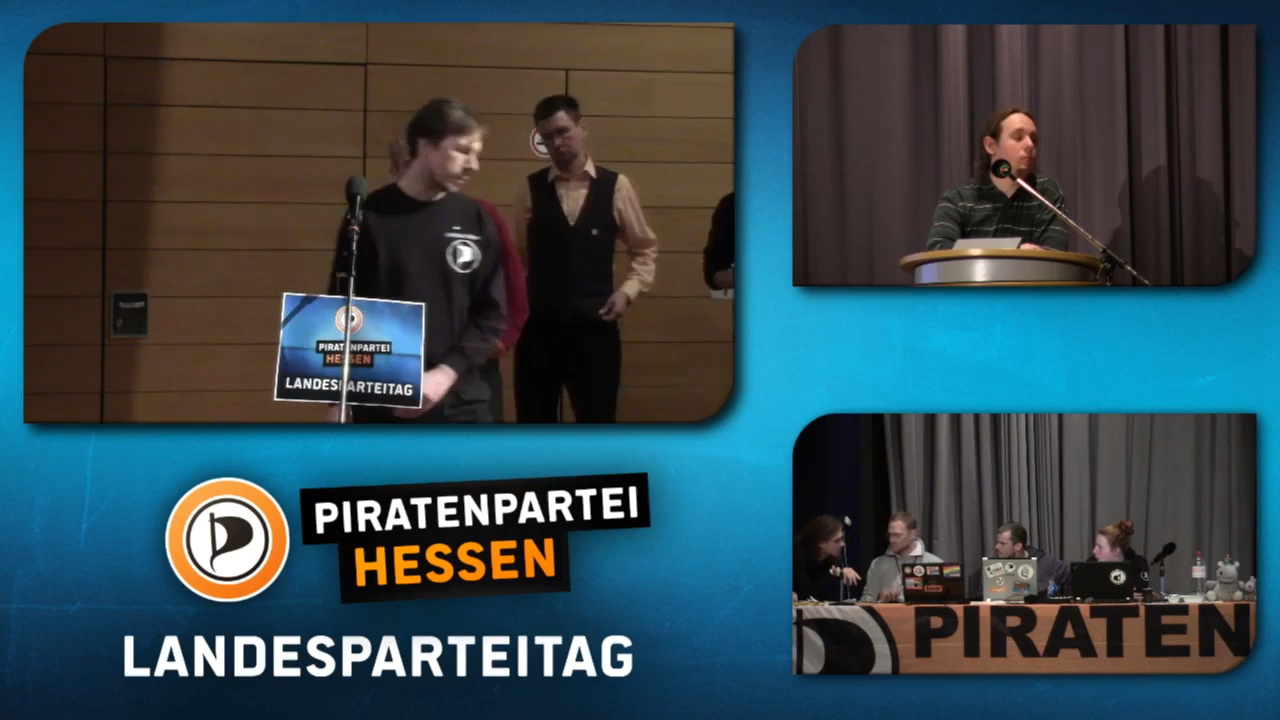 PIRATENPARTEI
HESSEN
LANDESPARTEITAG
PIRATENPARTEI
HESSEN
LANDESPARTEITAG
PIRATEN